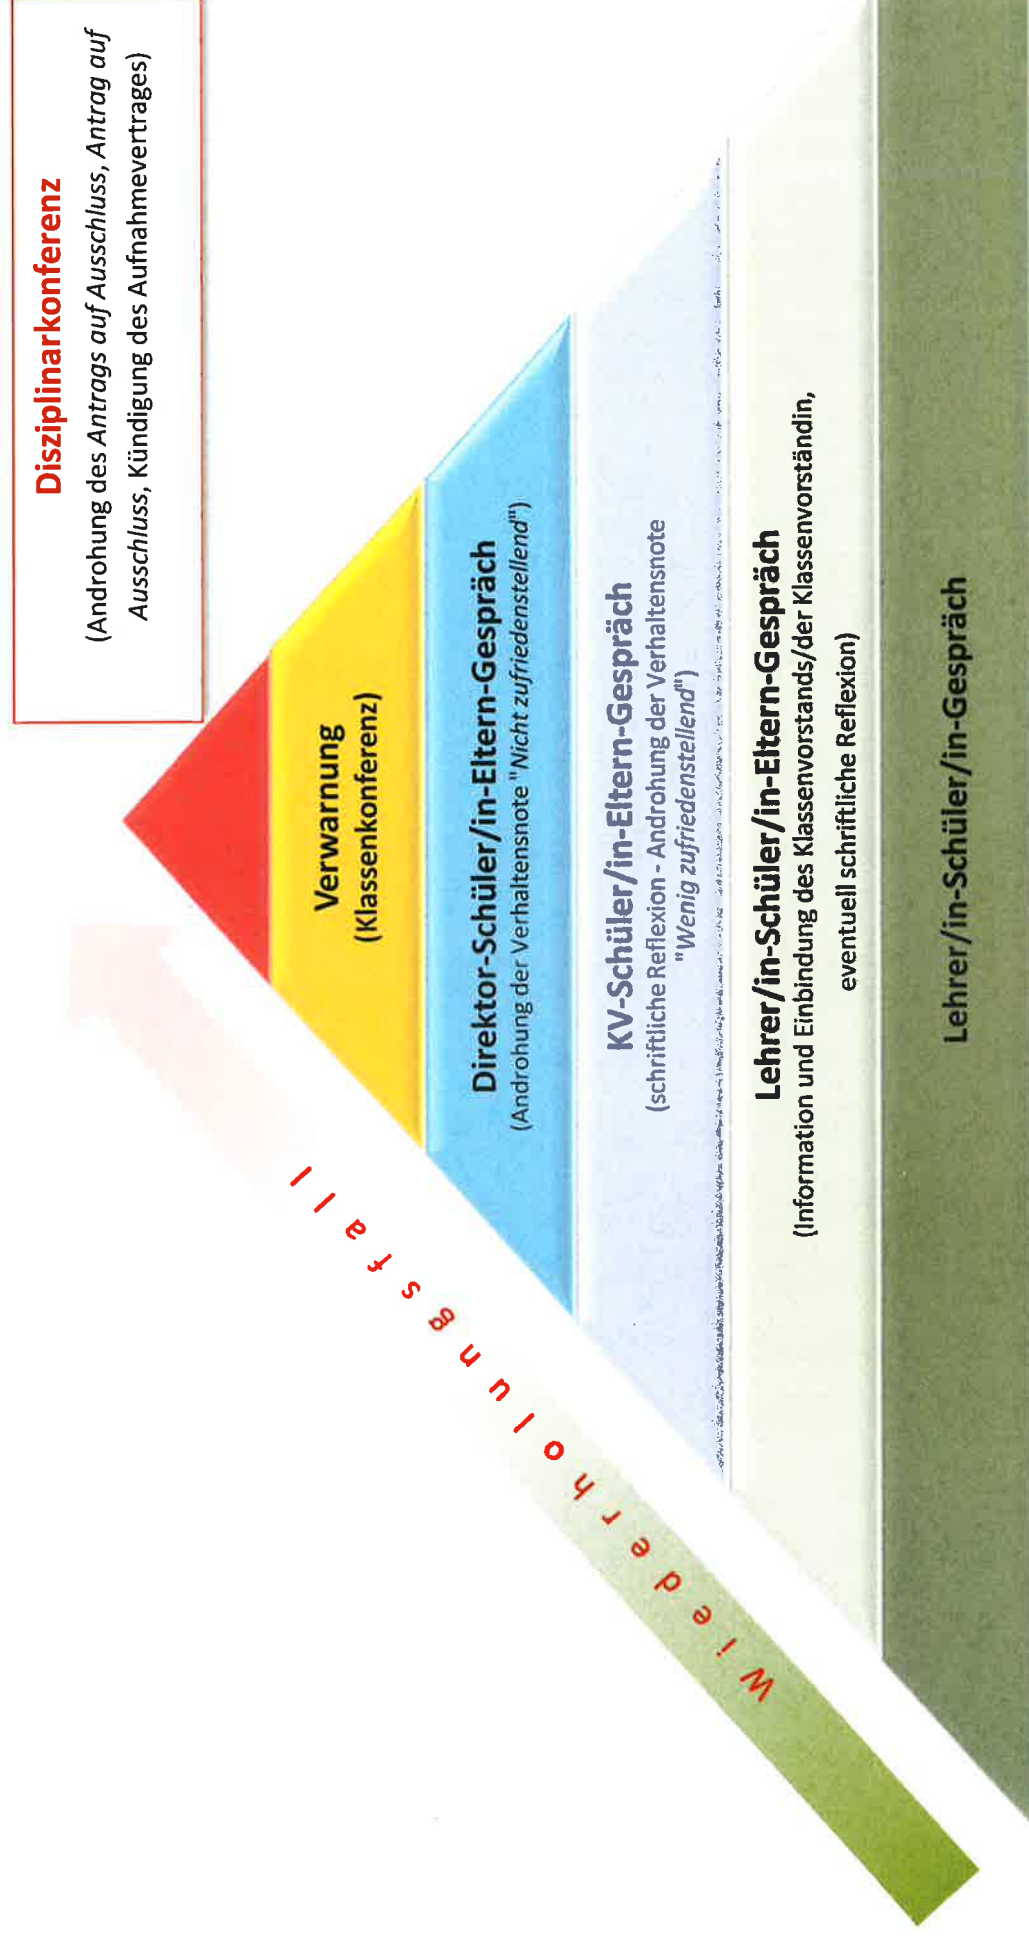 Disziplinarkonferenz
(Androhung des Antrags auf Ausschluss, Antrag auf
Ausschluss, Kündigung des Aufnahmevertrages)
Verwarnung
(Klassenkonferenz)
Direktor-Schüler/in-Eltern-Gespräch
(Androhung der Verhaltensnote "Nicht zufriedenstellend")
KV-Schüler/in-Eltern-Gespräch
(schriftliche Reflexion - Androhung der Verhaltensnote
"Wenig zufriedenstellend")
Lehrer/in-Schüler/in-Eltern-Gespräch
(Information und Einbindung des Klassenvorstands/der Klassenvorständin,
eventuell schriftliche Reflexion)
Lehrer/in-Schüler/in-Gespräch
Wiederholungsfall